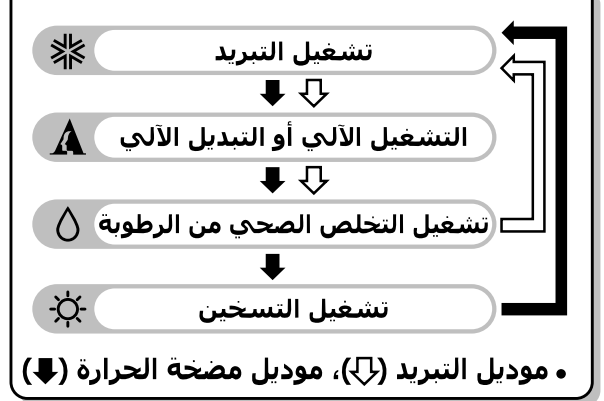 تشغيل التبريد
التشغيل الآلي أو التبديل الآلي
تشغيل التخلص الصحي من الرطوبة
تشغيل التسخين
• موديل التبريد (⇩)، موديل مضخة الحرارة (⬇)